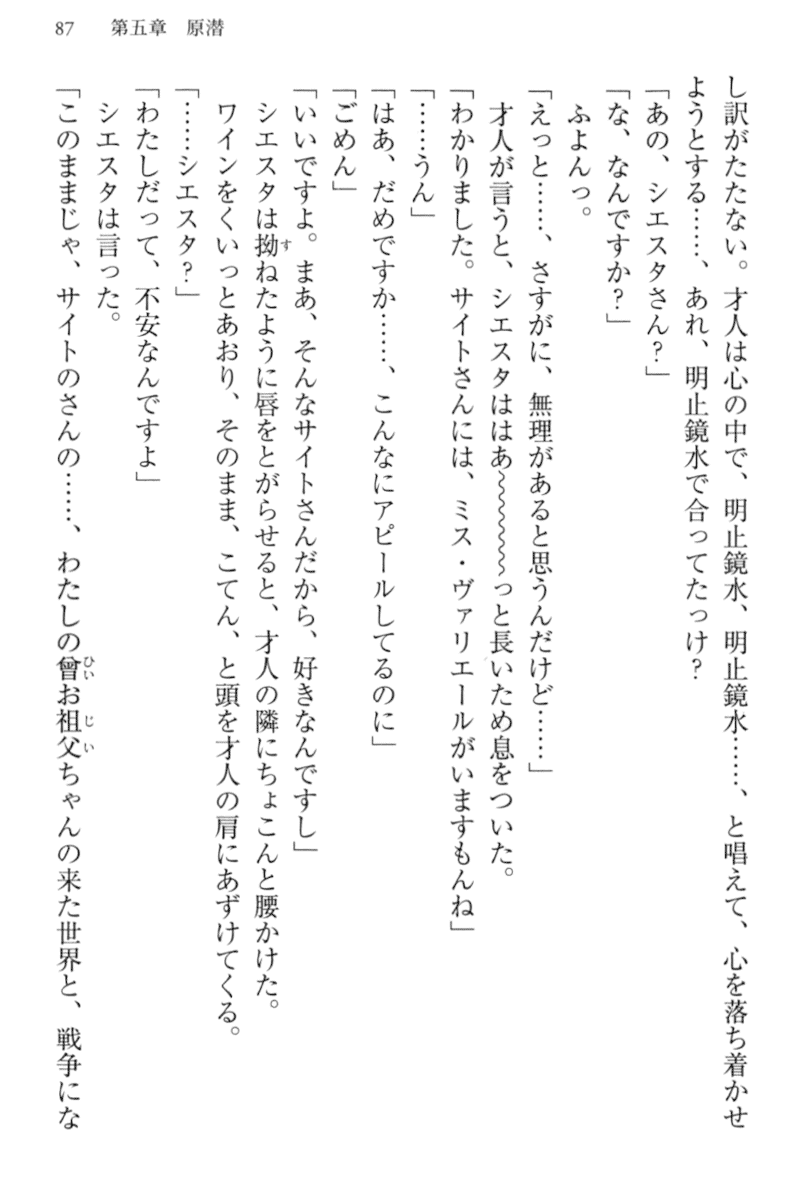 87 第五章 原潜
し訳がたたない。才人は心の中で、明止鏡水、明止鏡水……、と唱えて、心を落ち着かせ
ようとする……、あれ、明止鏡水で合ってたっけ?
「あの、シエスタさん?」
「な、なんですか?」
ふよんっ。
「えっと……、さすがに、無理があると思うんだけど……」
才人が言うと、シエスタははあ〜〜〜〜〜っと長いため息をついた。
「わかりました。サイトさんには、ミス・ヴァリエールがいますもんね」
「……うん」
「はあ、だめですか……、こんなにアピールしてるのに」
「ごめん」
「いいですよ。まあ、そんなサイトさんだから、好きなんですし」
シエスタは拗すねたように唇をとがらせると、才人の隣にちょこんと腰かけた。
ワインをくいっとあおり、そのまま、こてん、と頭を才人の肩にあずけてくる。
「……シエスタ?」
「わたしだって、不安なんですよ」
シエスタは言った。
「このままじゃ、サイトのさんの……、わたしの曾ひいお祖父じいちゃんの来た世界と、戦争にな